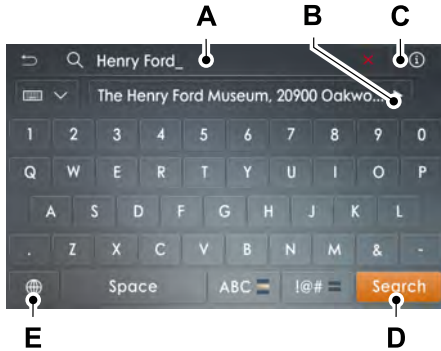 A B C
Henry Ford_
The Henry Ford Museum, 20900 Oakwo...
1 2 3 4 5 6 7 8 9 0
Q W E R T Y U I O P
A S D F G H J K L
. Z X C V B N M & -
Space ABC !@# Search
E D